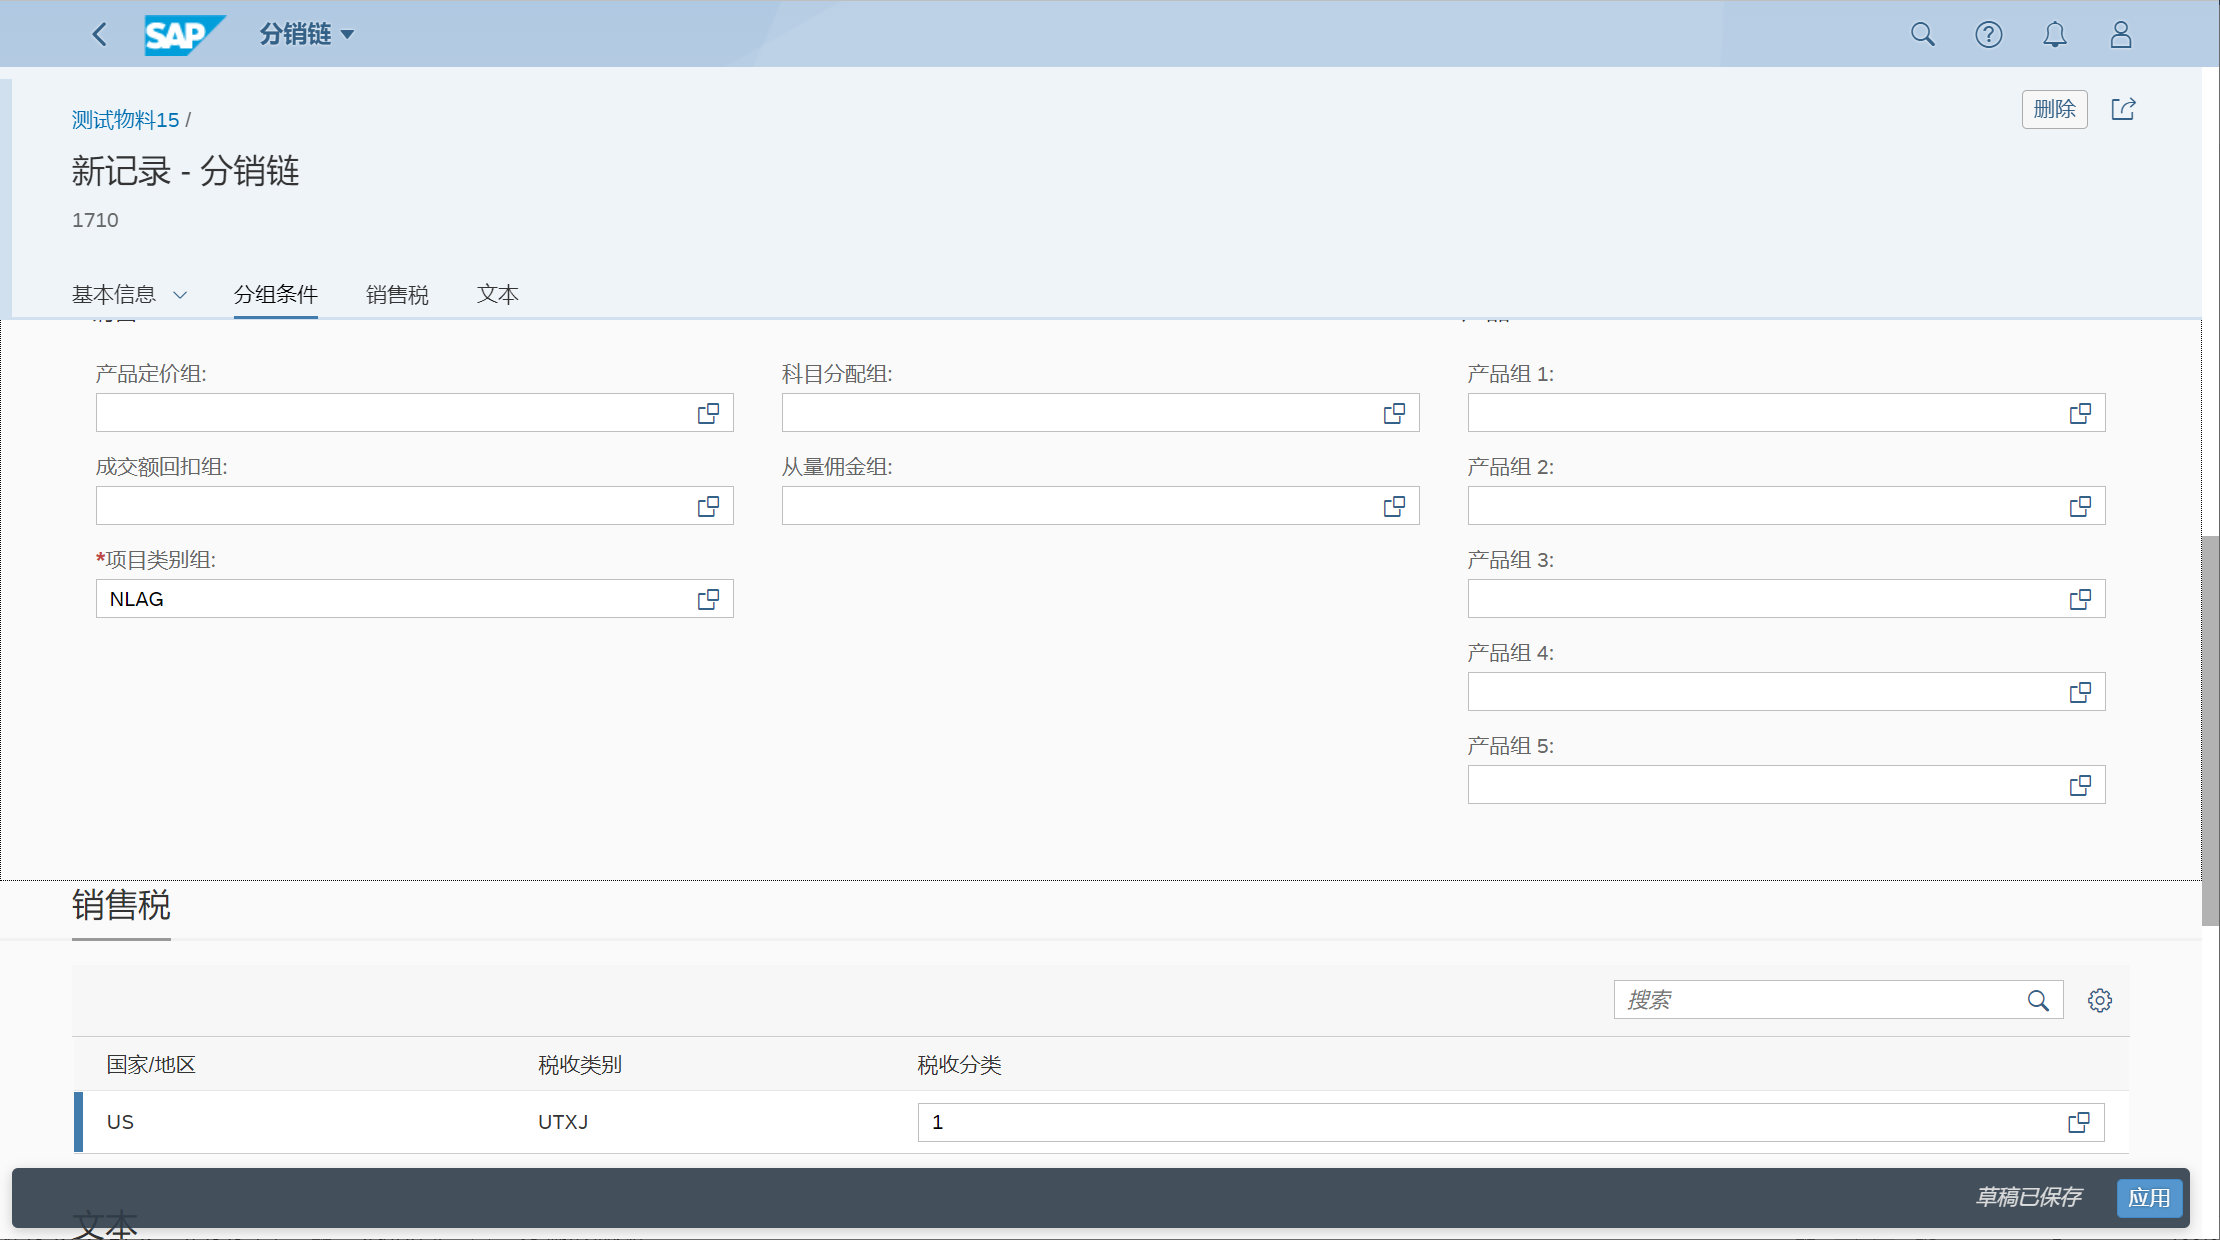 SAP 分销链
测试物料15 /
删除
新记录 - 分销链
1710
基本信息 分组条件 销售税 文本
产品定价组: 科目分配组: 产品组 1:
成交额回扣组: 从量佣金组: 产品组 2:
*项目类别组: 产品组 3:
NLAG
产品组 4:
产品组 5:
销售税
搜索
国家/地区 税收类别 税收分类
US UTXJ 1
草稿已保存 应用
文本